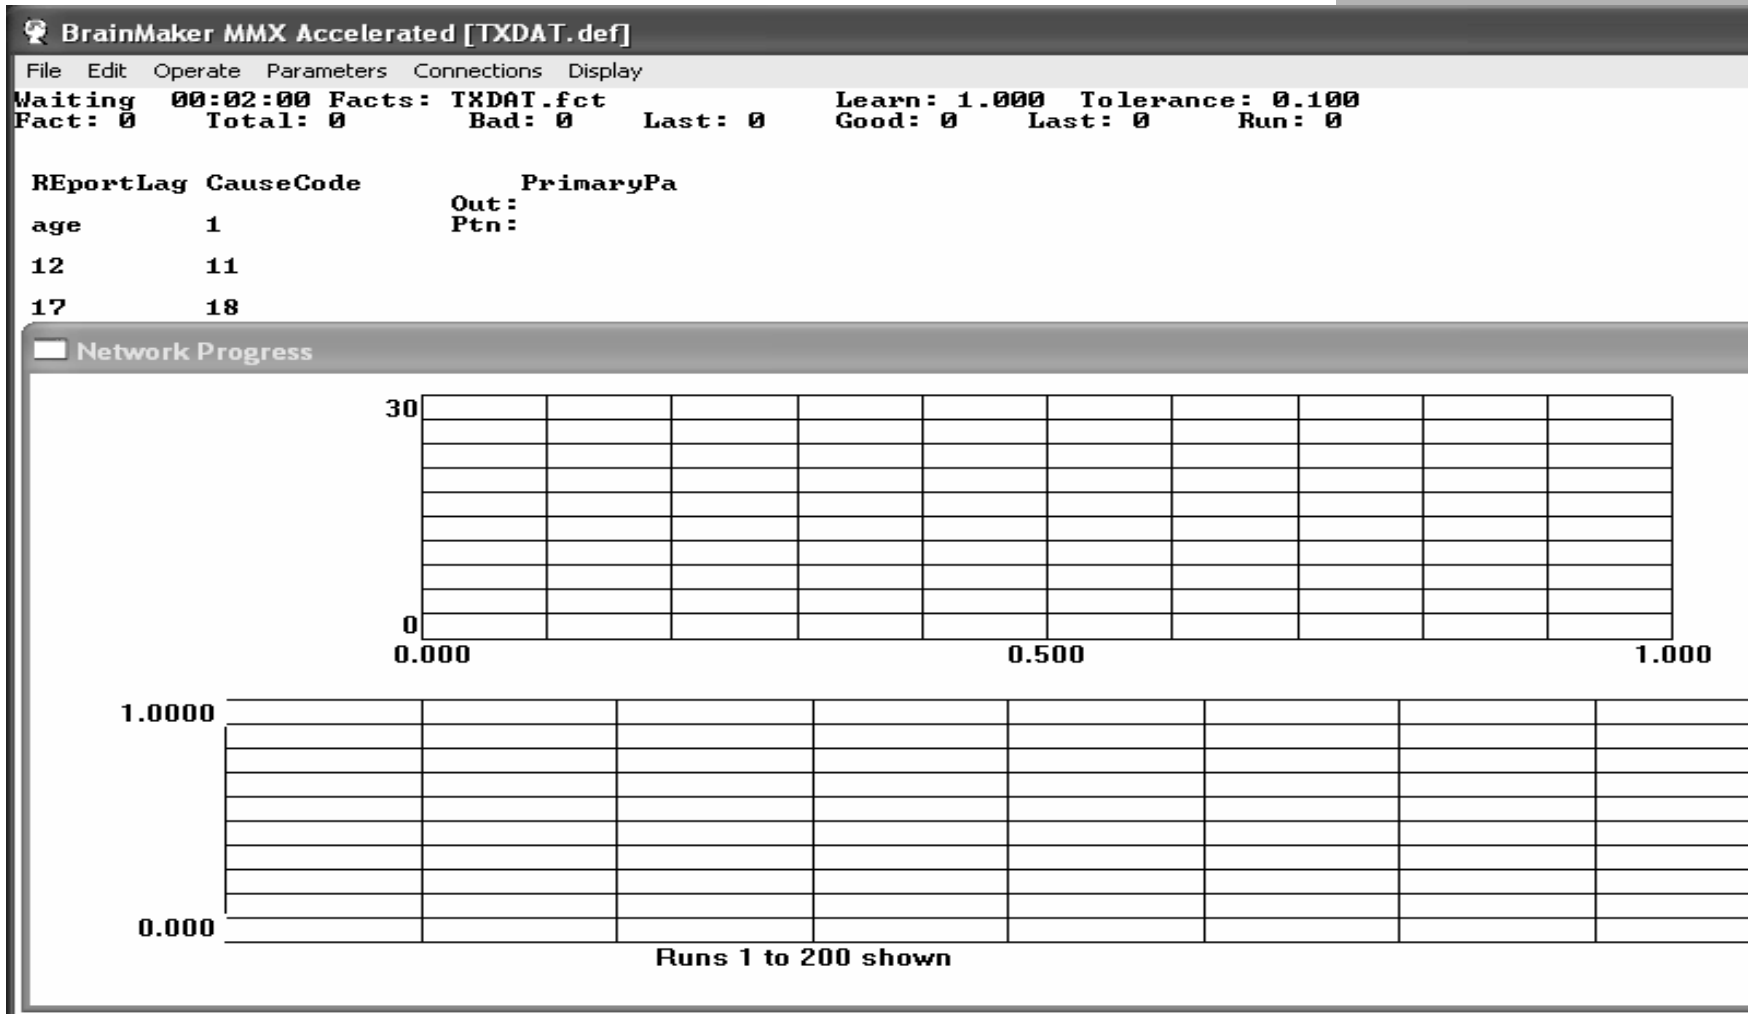 BrainMaker MMX Accelerated [TXDAT.def]
File Edit Operate Parameters Connections Display
Waiting 00:02:00 Facts: TXDAT.fct Learn: 1.000 Tolerance: 0.100
Fact: 0 Total: 0 Bad: 0 Last: 0 Good: 0 Last: 0 Run: 0
REportLag CauseCode PrimaryPa
Out:
age 1 Ptn:
12 11
17 18
Network Progress
30
0
0.000 0.500 1.000
1.0000
0.000
Runs 1 to 200 shown